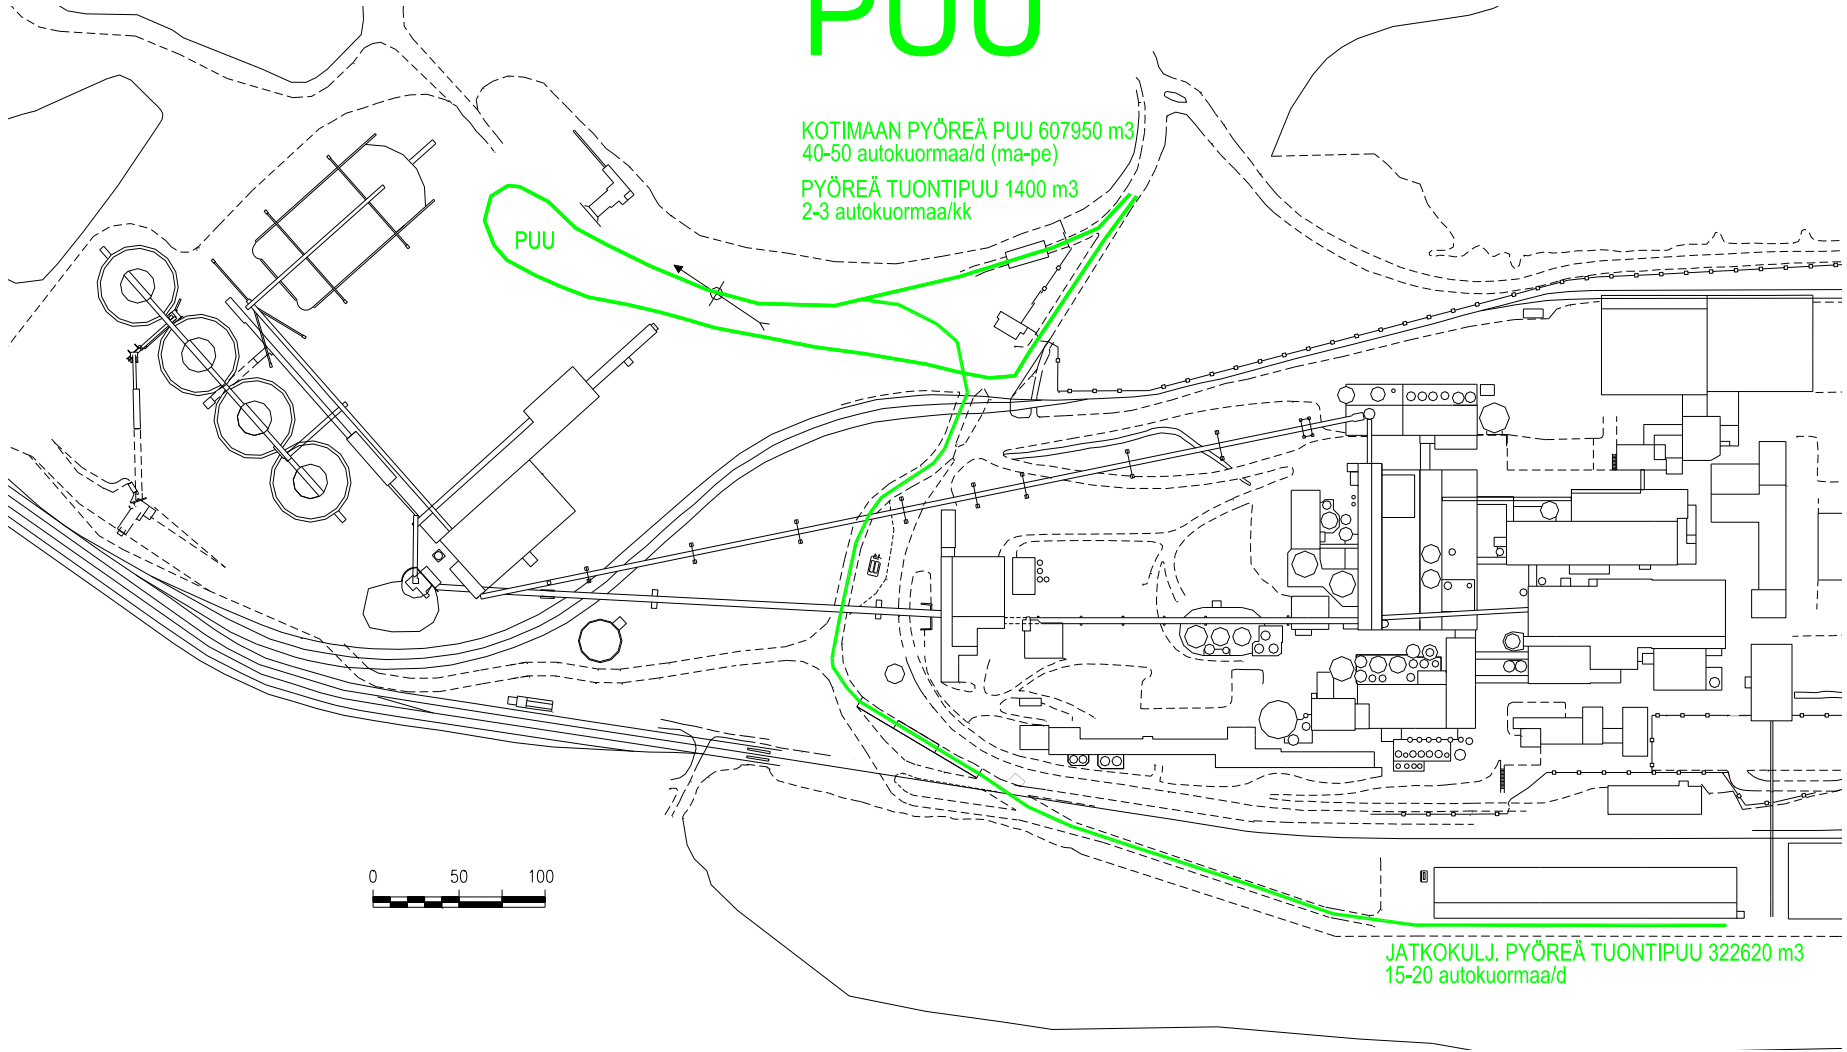 PUU
KOTIMAAN PYÖREÄ PUU 607950 m3
40-50 autokuormaa/d (ma-pe)
PYÖREÄ TUONTIPUU 1400 m3
2-3 autokuormaa/kk
PUU
0 50 100
JATKOKULJ. PYÖREÄ TUONTIPUU 322620 m3
15-20 autokuormaa/d